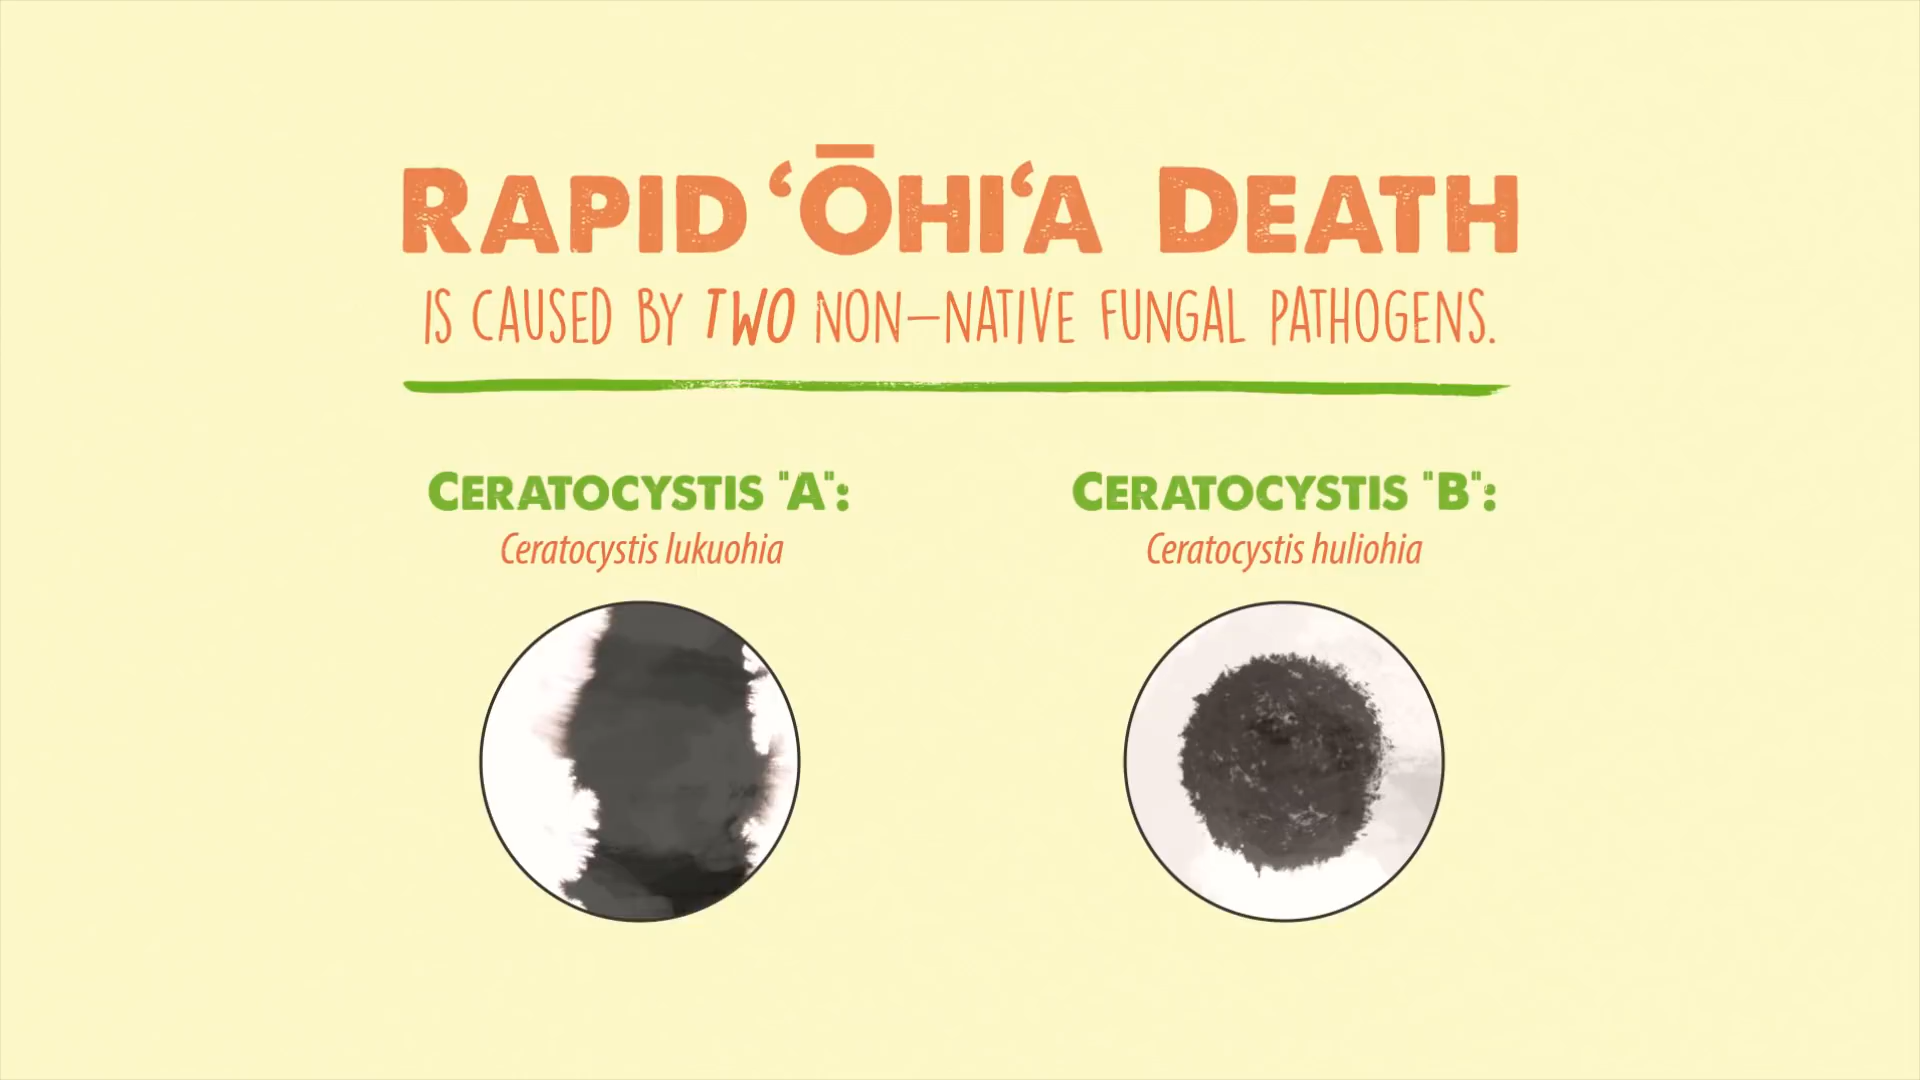 RAPID ʻŌHIʻA DEATH
IS CAUSED BY TWO NON–NATIVE FUNGAL PATHOGENS.
CERATOCYSTIS "A":
Ceratocystis lukuohia
CERATOCYSTIS "B":
Ceratocystis huliohia